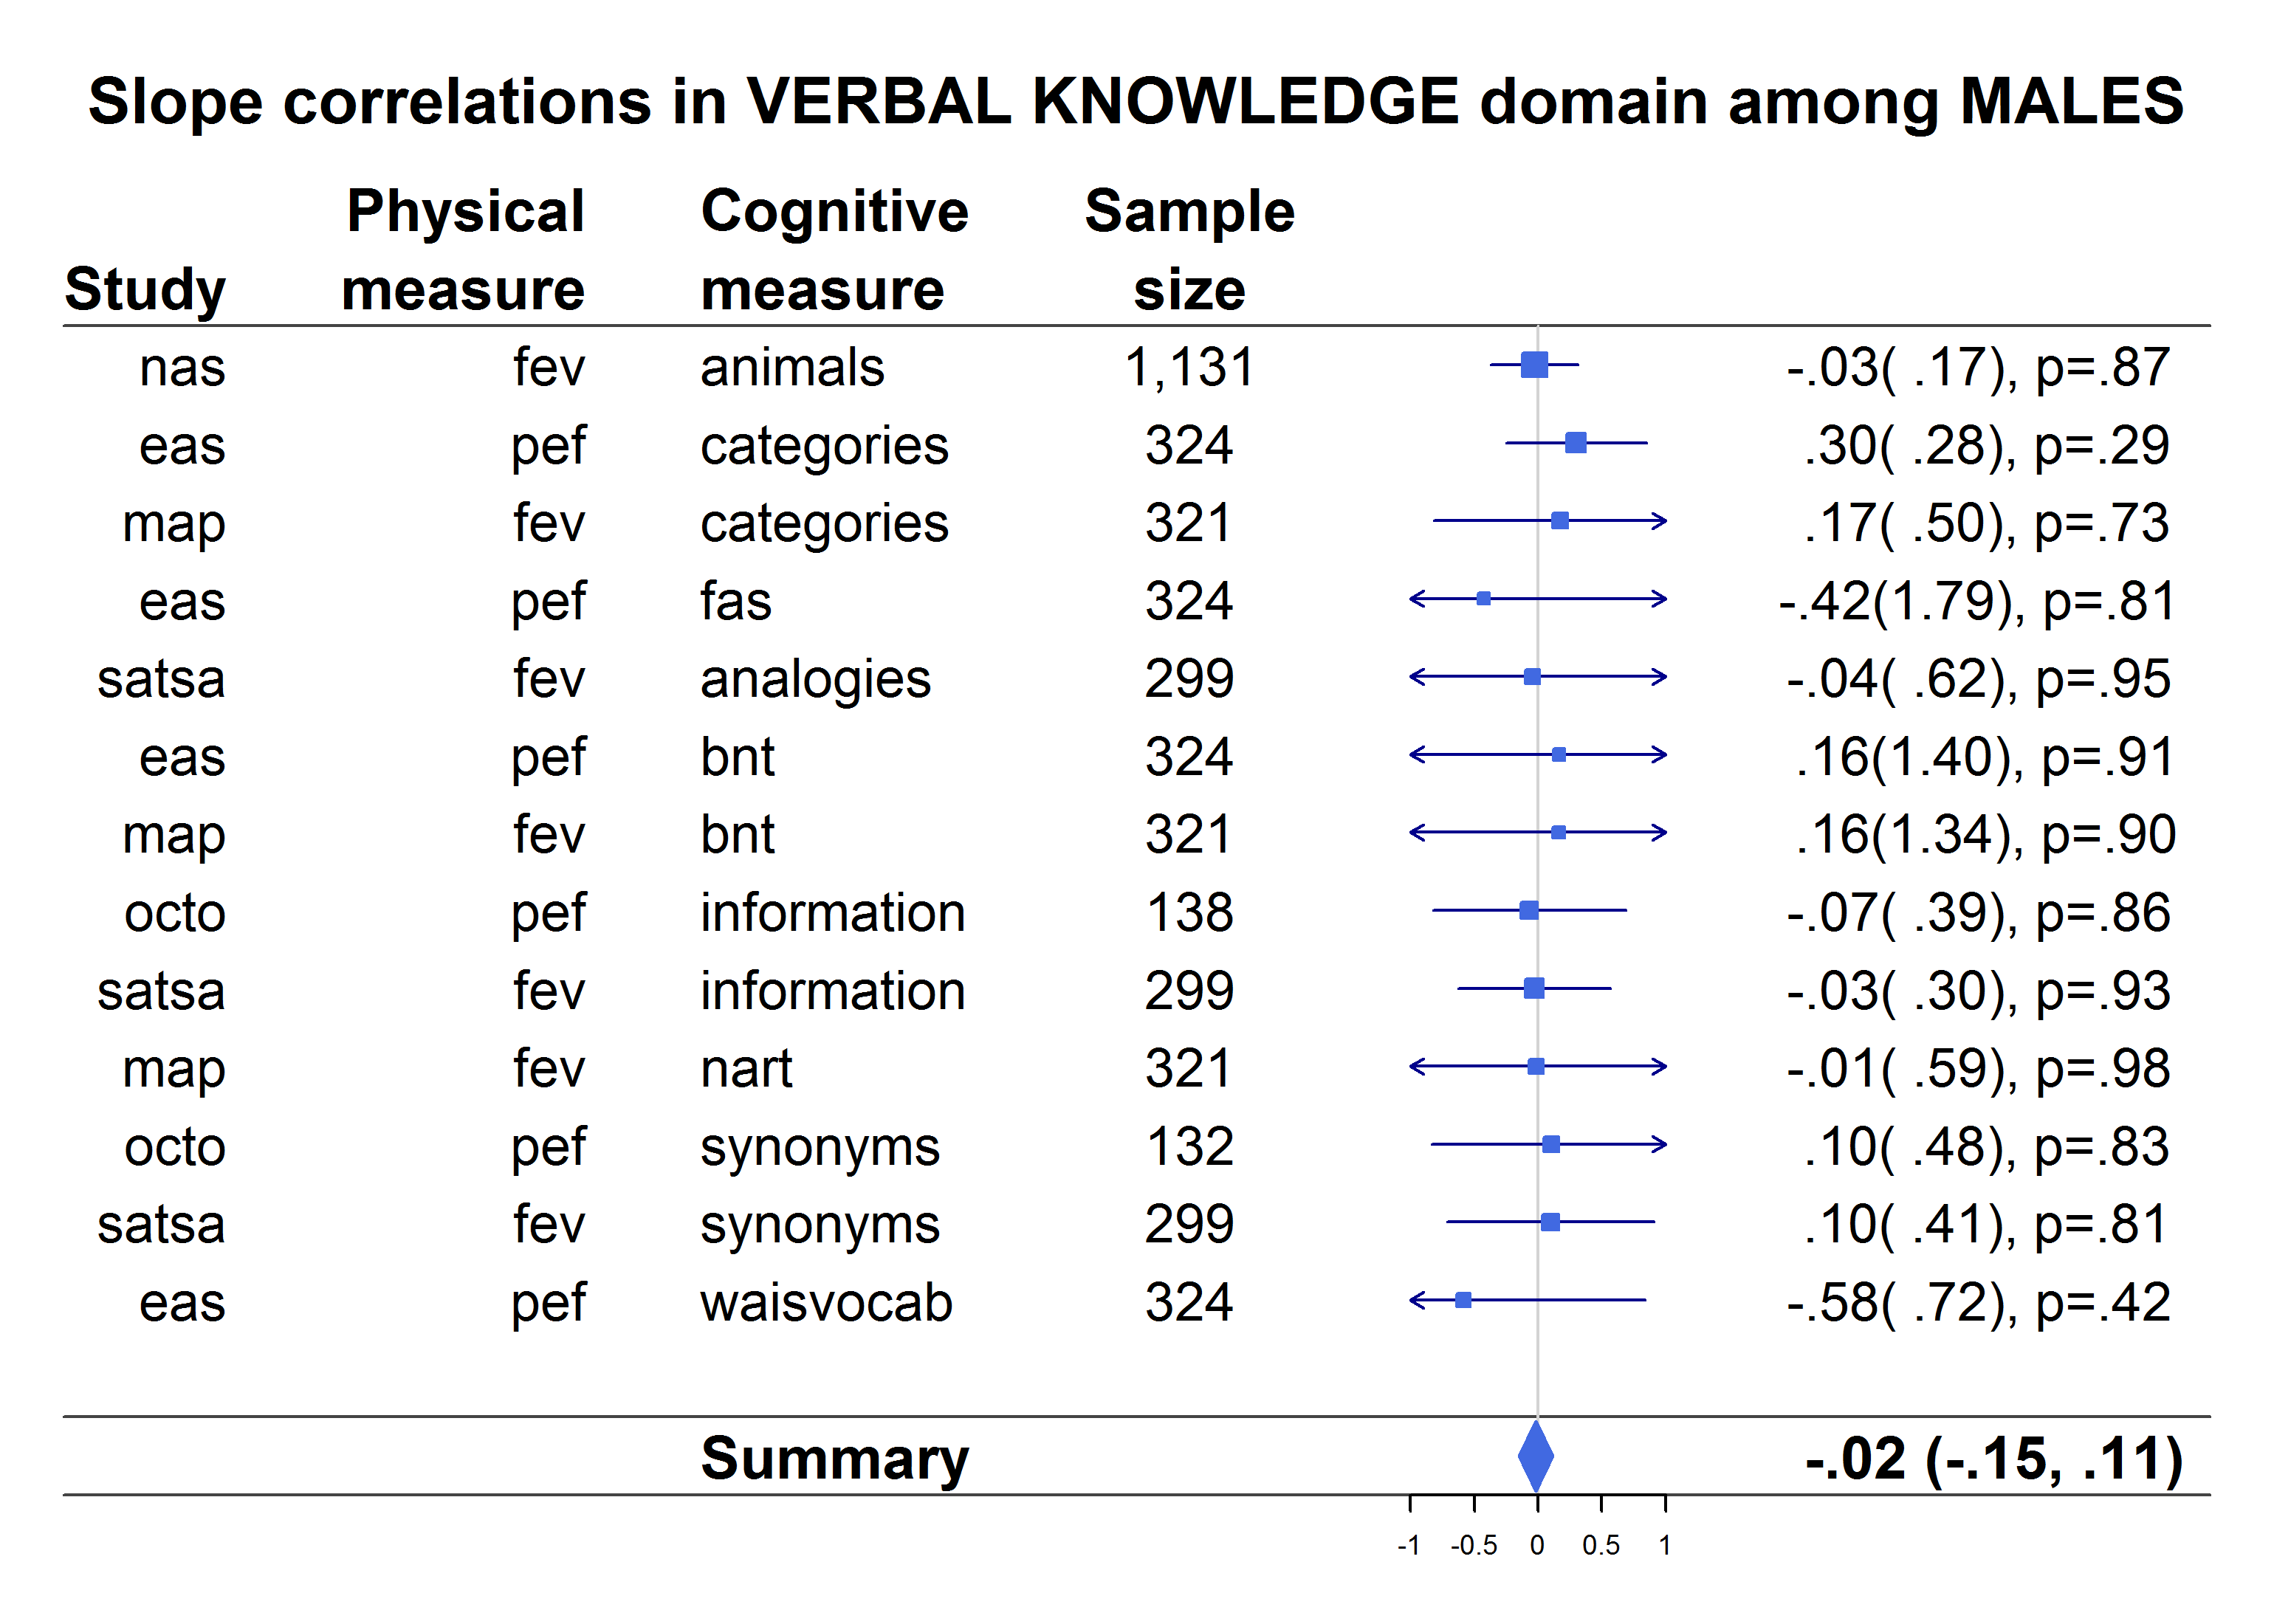 Slope correlations in VERBAL KNOWLEDGE domain among MALES
Physical Cognitive Sample
Study measure measure size
nas fev animals 1,131 -.03( .17), p=.87
eas pef categories 324 .30( .28), p=.29
map fev categories 321 .17( .50), p=.73
eas pef fas 324 -.42(1.79), p=.81
satsa fev analogies 299 -.04( .62), p=.95
eas pef bnt 324 .16(1.40), p=.91
map fev bnt 321 .16(1.34), p=.90
octo pef information 138 -.07( .39), p=.86
satsa fev information 299 -.03( .30), p=.93
map fev nart 321 -.01( .59), p=.98
octo pef synonyms 132 .10( .48), p=.83
satsa fev synonyms 299 .10( .41), p=.81
eas pef waisvocab 324 -.58( .72), p=.42
Summary -.02 (-.15, .11)
-1 -0.5 0 0.5 1